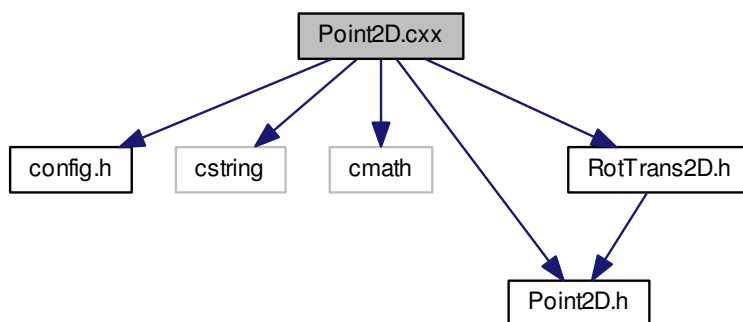 Point2D.cxx
config.h
cstring
cmath
RotTrans2D.h
Point2D.h